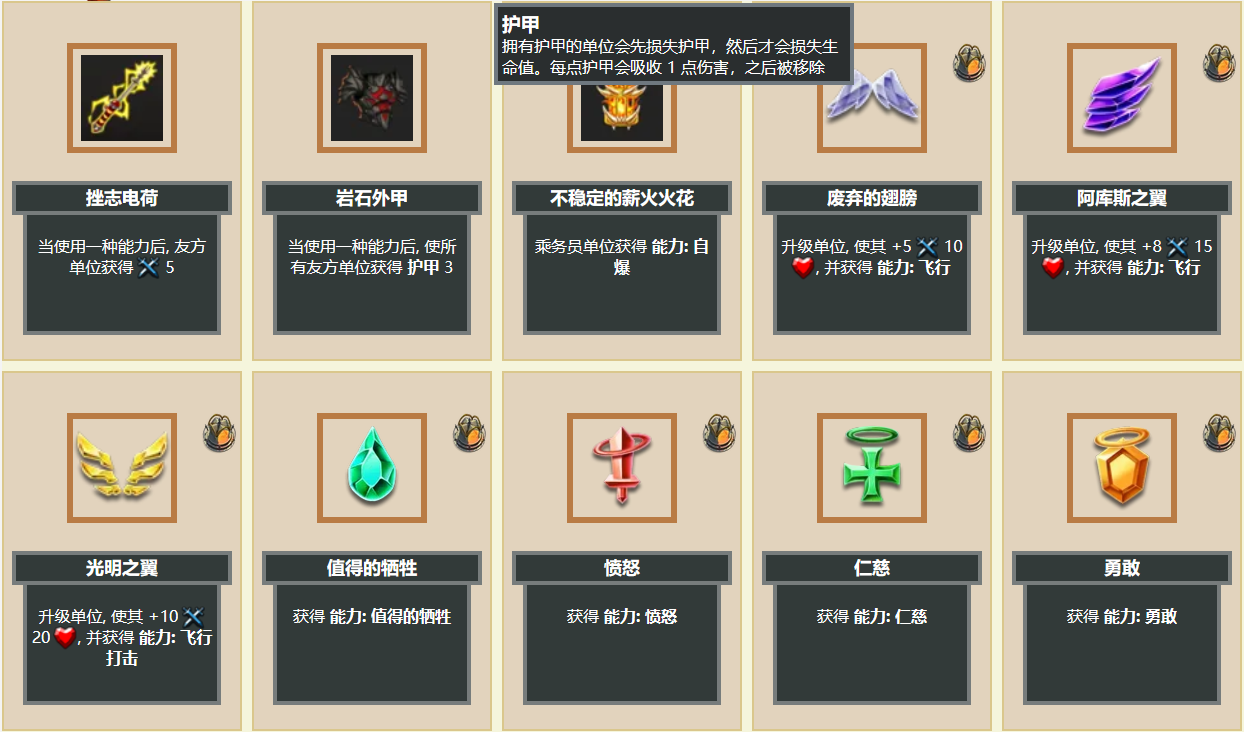 护甲
拥有护甲的单位会先损失护甲，然后才会损失生
命值。每点护甲会吸收 1 点伤害，之后被移除
挫志电荷
当使用一种能力后, 友方
单位获得 5
岩石外甲
当使用一种能力后, 使所
有友方单位获得 护甲 3
不稳定的薪火火花
乘务员单位获得 能力: 自
爆
废弃的翅膀
升级单位, 使其 +5 10
, 并获得 能力: 飞行
阿库斯之翼
升级单位, 使其 +8 15
, 并获得 能力: 飞行
光明之翼
升级单位, 使其 +10
20 , 并获得 能力: 飞行
打击
值得的牺牲
获得 能力: 值得的牺牲
愤怒
获得 能力: 愤怒
仁慈
获得 能力: 仁慈
勇敢
获得 能力: 勇敢